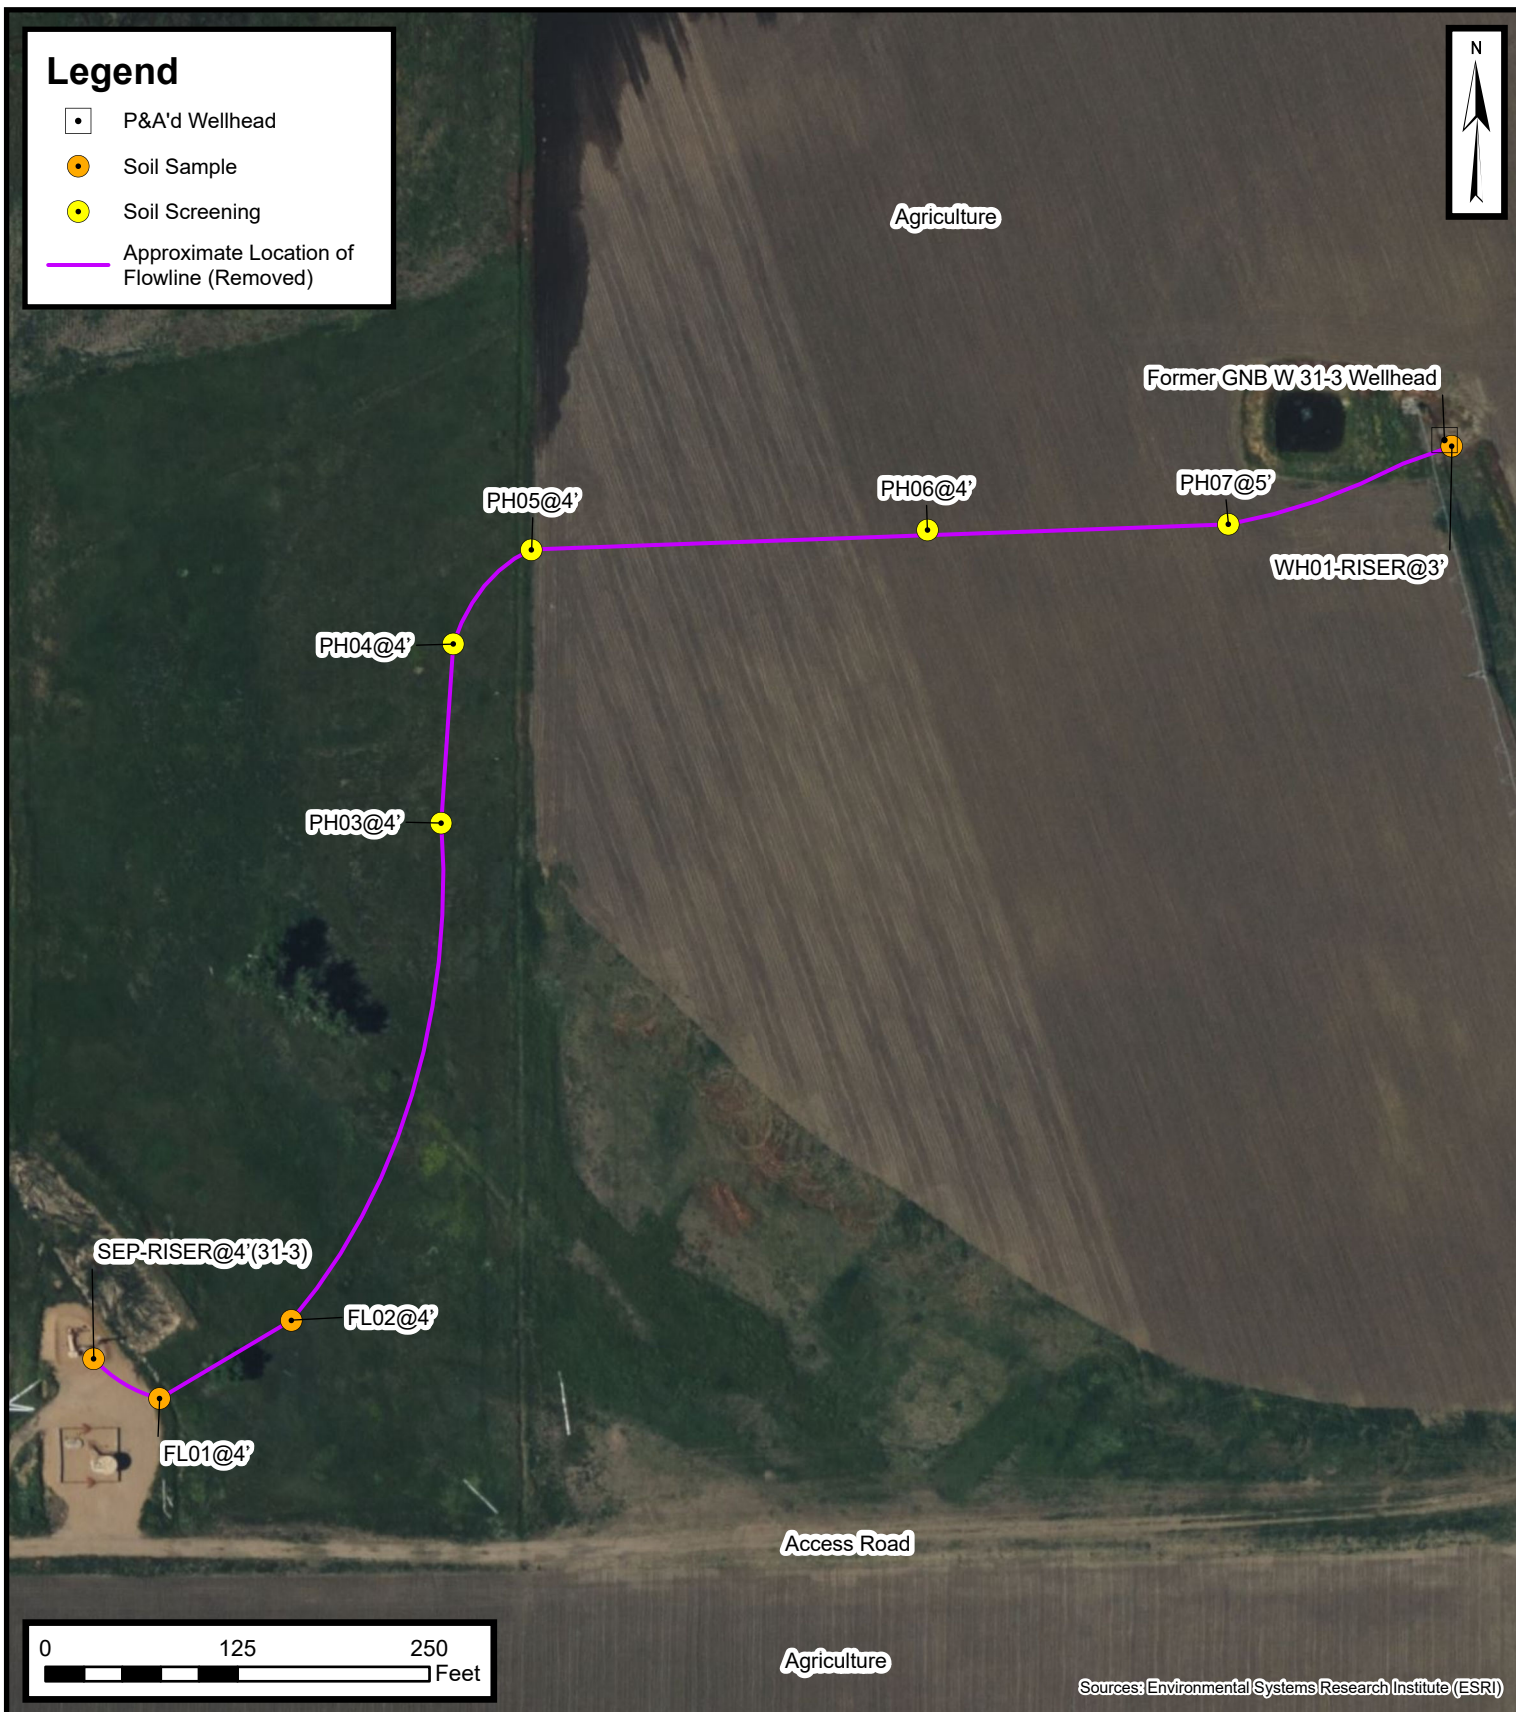 Legend
P&A'd Wellhead
Soil Sample
Soil Screening
Approximate Location of
Flowline (Removed)
N
Agriculture
Former GNB W 31-3 Wellhead
PH07@5’
PH06@4’
PH05@4’
WH01-RISER@3’
PH04@4’
PH03@4’
SEP-RISER@4’(31-3)
FL02@4’
FL01@4’
Access Road
0 125 250
Feet
Agriculture
Sources: Environmental Systems Research Institute (ESRI)